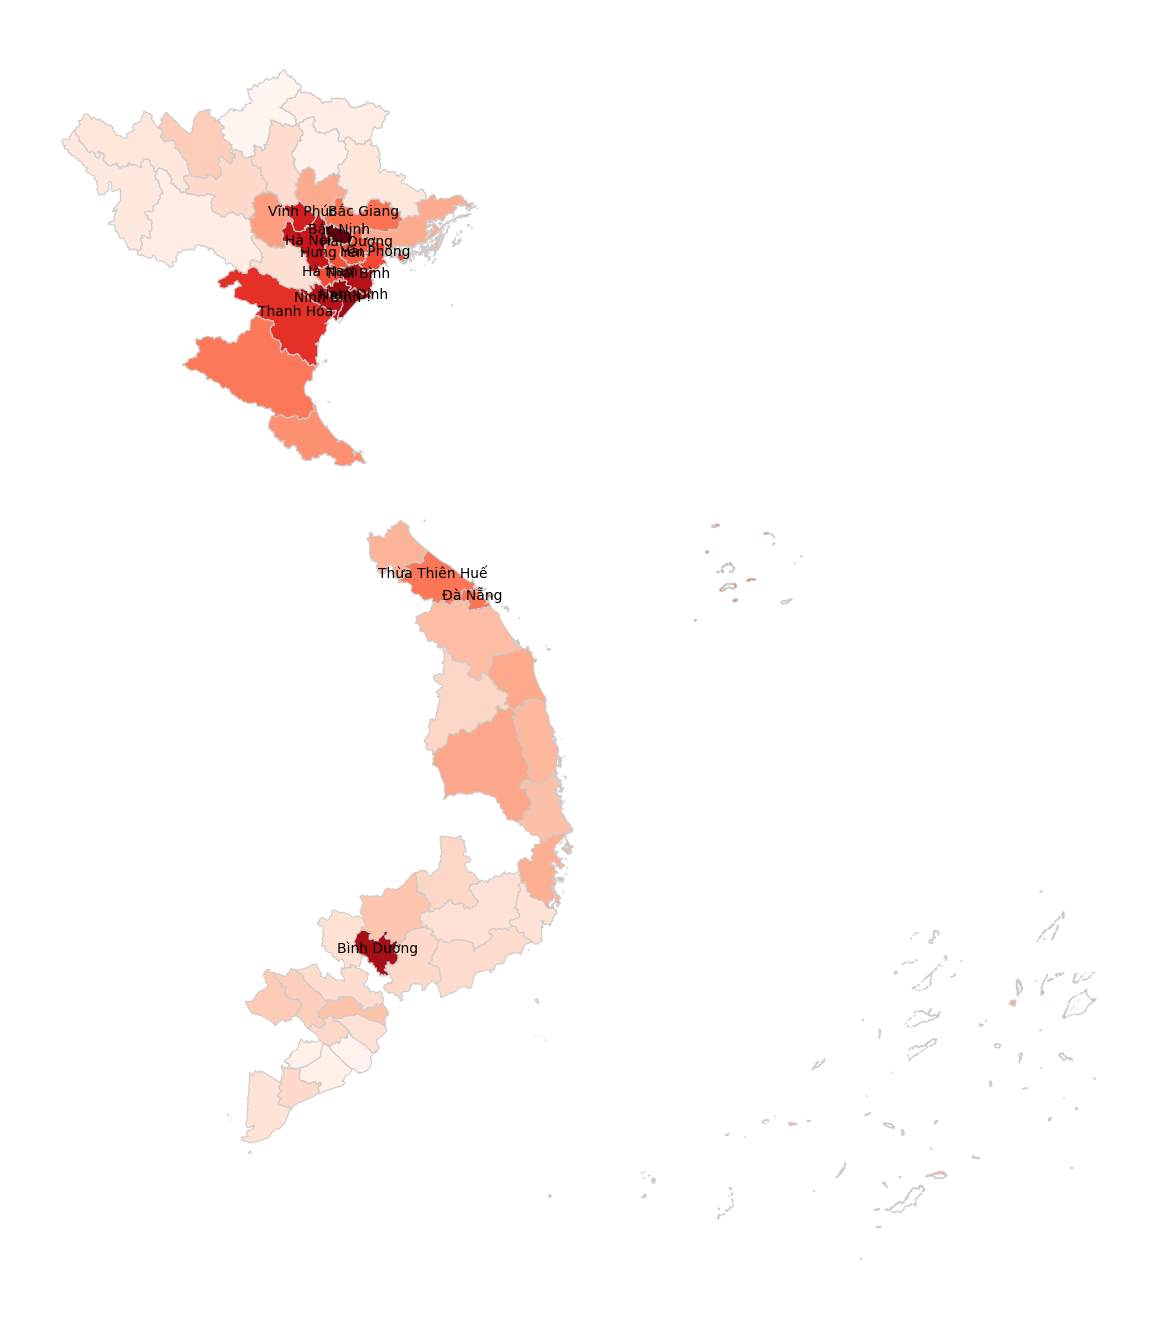 Vĩnh Phúc
Bắc Giang
Bắc Ninh
Hà Nội
Hải Dương
Hưng Yên
Hải Phòng
Hà Nam
Thái Bình
Ninh Bình
Nam Định
Thanh Hóa
Thừa Thiên Huế
Đà Nẵng
Bình Dương